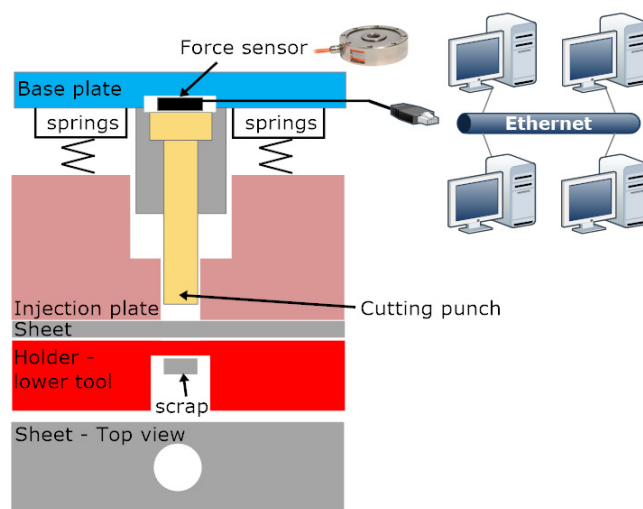 Force sensor
Base plate
springs
springs
Ethernet
Injection plate
Cutting punch
Sheet
Holder -
lower tool
scrap
Sheet - Top view